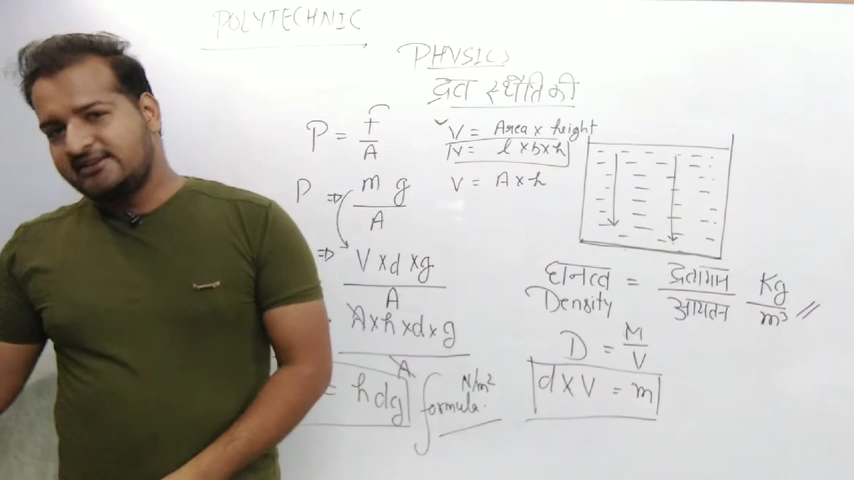 POLYTECHNIC
PHYSICS
द्रव स्थैतिकी
P = F/A
P ⇒ m g / A
⇒ V×d×g / A
A×h×d×g / A
= hdg } formula. N/m²
V = Area × height
V = l × b × h
V = A × h
घनत्व = द्रव्यमान / आयतन Kg/m³ //
Density
D = M/V
d × V = m